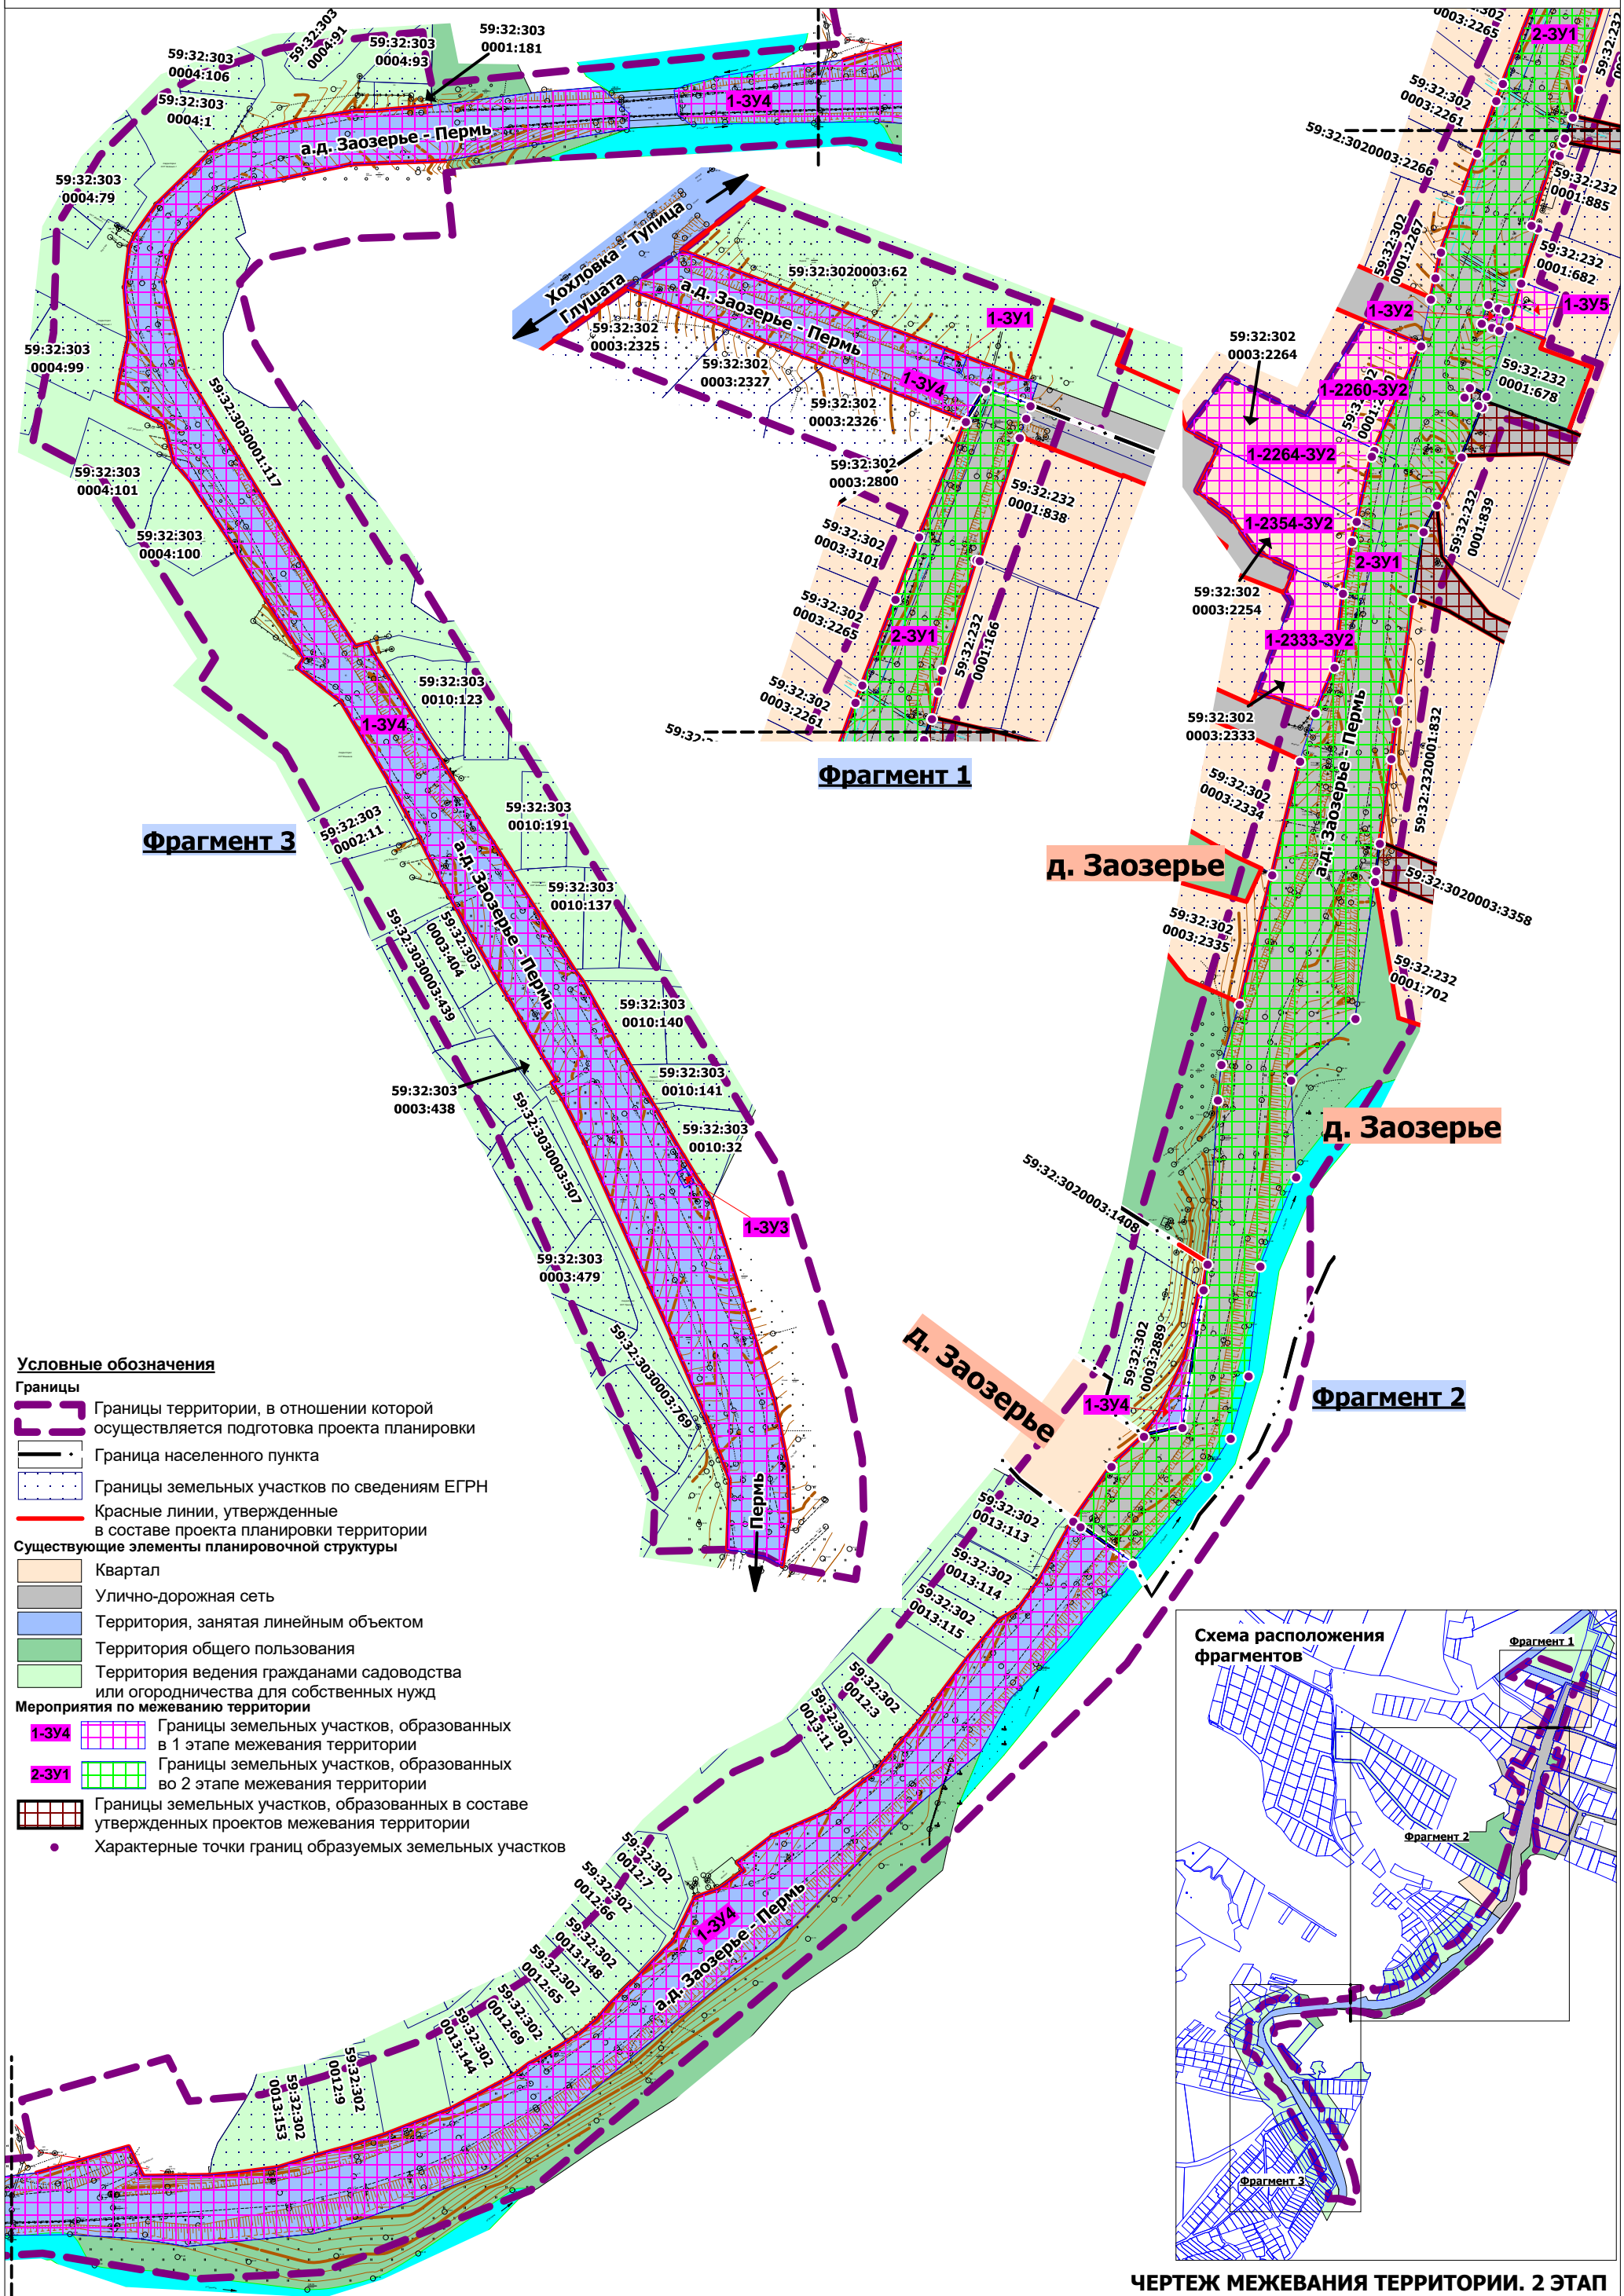 59:32:303
0004:106
59:32:303
0004:91
59:32:303
0004:93
59:32:303
0001:181
59:32:303
0004:1
59:32:303
0004:79
59:32:303
0004:99
59:32:303
0004:101
59:32:303
0004:100
59:32:3030001:117
1-ЗУ4
а.д. Заозерье - Пермь
Хохловка - Тупица
Глушата
59:32:3020003:62
а.д. Заозерье - Пермь
1-ЗУ1
1-ЗУ4
59:32:302
0003:2325
59:32:302
0003:2327
59:32:302
0003:2326
59:32:302
0003:2800
59:32:232
0001:838
59:32:302
0003:3101
59:32:302
0003:2265
2-ЗУ1
59:32:232
0001:166
59:32:302
0003:2261
Фрагмент 1
0003:2265
2-ЗУ1
59:32:302
0003:2261
59:32:3020003:2266
59:32:232
0001:885
59:32:302
0001:2267
59:32:232
0001:682
1-ЗУ2
1-ЗУ5
59:32:302
0003:2264
59:32:232
0001:678
1-2260-ЗУ2
1-2264-ЗУ2
1-2354-ЗУ2
59:32:232
0001:839
2-ЗУ1
59:32:302
0003:2254
1-2333-ЗУ2
59:32:302
0003:2333
а.д. Заозерье - Пермь
59:32:2320001:832
59:32:302
0003:2334
д. Заозерье
59:32:3020003:3358
59:32:302
0003:2335
59:32:232
0001:702
д. Заозерье
59:32:3020003:1408
59:32:302
0003:2889
1-ЗУ4
д. Заозерье
Фрагмент 2
59:32:303
0010:123
1-ЗУ4
59:32:303
0002:11
59:32:303
0010:191
Фрагмент 3
а.д. Заозерье - Пермь
59:32:303
0010:137
59:32:303
0003:404
59:32:3030003:439
59:32:303
0010:140
59:32:303
0010:141
59:32:303
0003:438
59:32:303
0010:32
59:32:3030003:507
1-ЗУ3
59:32:303
0003:479
59:32:3030003:769
Пермь
59:32:302
0013:113
59:32:302
0013:114
59:32:302
0013:115
59:32:302
0012:3
59:32:302
0013:11
59:32:302
0012:7
59:32:302
0012:66
59:32:302
0013:148
59:32:302
0012:65
59:32:302
0012:69
59:32:302
0013:144
59:32:302
0012:9
59:32:302
0013:153
1-ЗУ4
а.д. Заозерье - Пермь
Условные обозначения
Границы
Границы территории, в отношении которой
осуществляется подготовка проекта планировки
Граница населенного пункта
Границы земельных участков по сведениям ЕГРН
Красные линии, утвержденные
в составе проекта планировки территории
Существующие элементы планировочной структуры
Квартал
Улично-дорожная сеть
Территория, занятая линейным объектом
Территория общего пользования
Территория ведения гражданами садоводства
или огородничества для собственных нужд
Мероприятия по межеванию территории
1-ЗУ4
Границы земельных участков, образованных
в 1 этапе межевания территории
2-ЗУ1
Границы земельных участков, образованных
во 2 этапе межевания территории
Границы земельных участков, образованных в составе
утвержденных проектов межевания территории
Характерные точки границ образуемых земельных участков
Схема расположения
фрагментов
Фрагмент 1
Фрагмент 2
Фрагмент 3
ЧЕРТЕЖ МЕЖЕВАНИЯ ТЕРРИТОРИИ. 2 ЭТАП